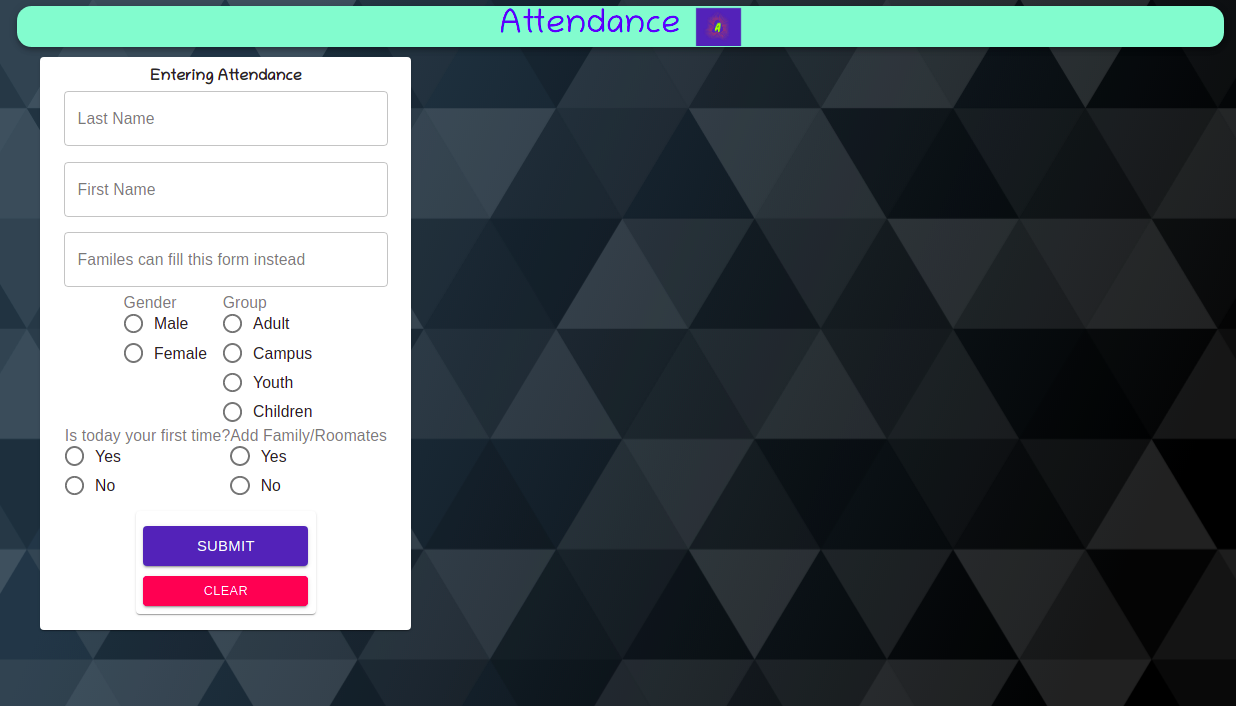 Attendance A
Entering Attendance
Last Name
First Name
Familes can fill this form instead
Gender Group
Male Adult
Female Campus
Youth
Children
Is today your first time?Add Family/Roomates
Yes Yes
No No
SUBMIT
CLEAR